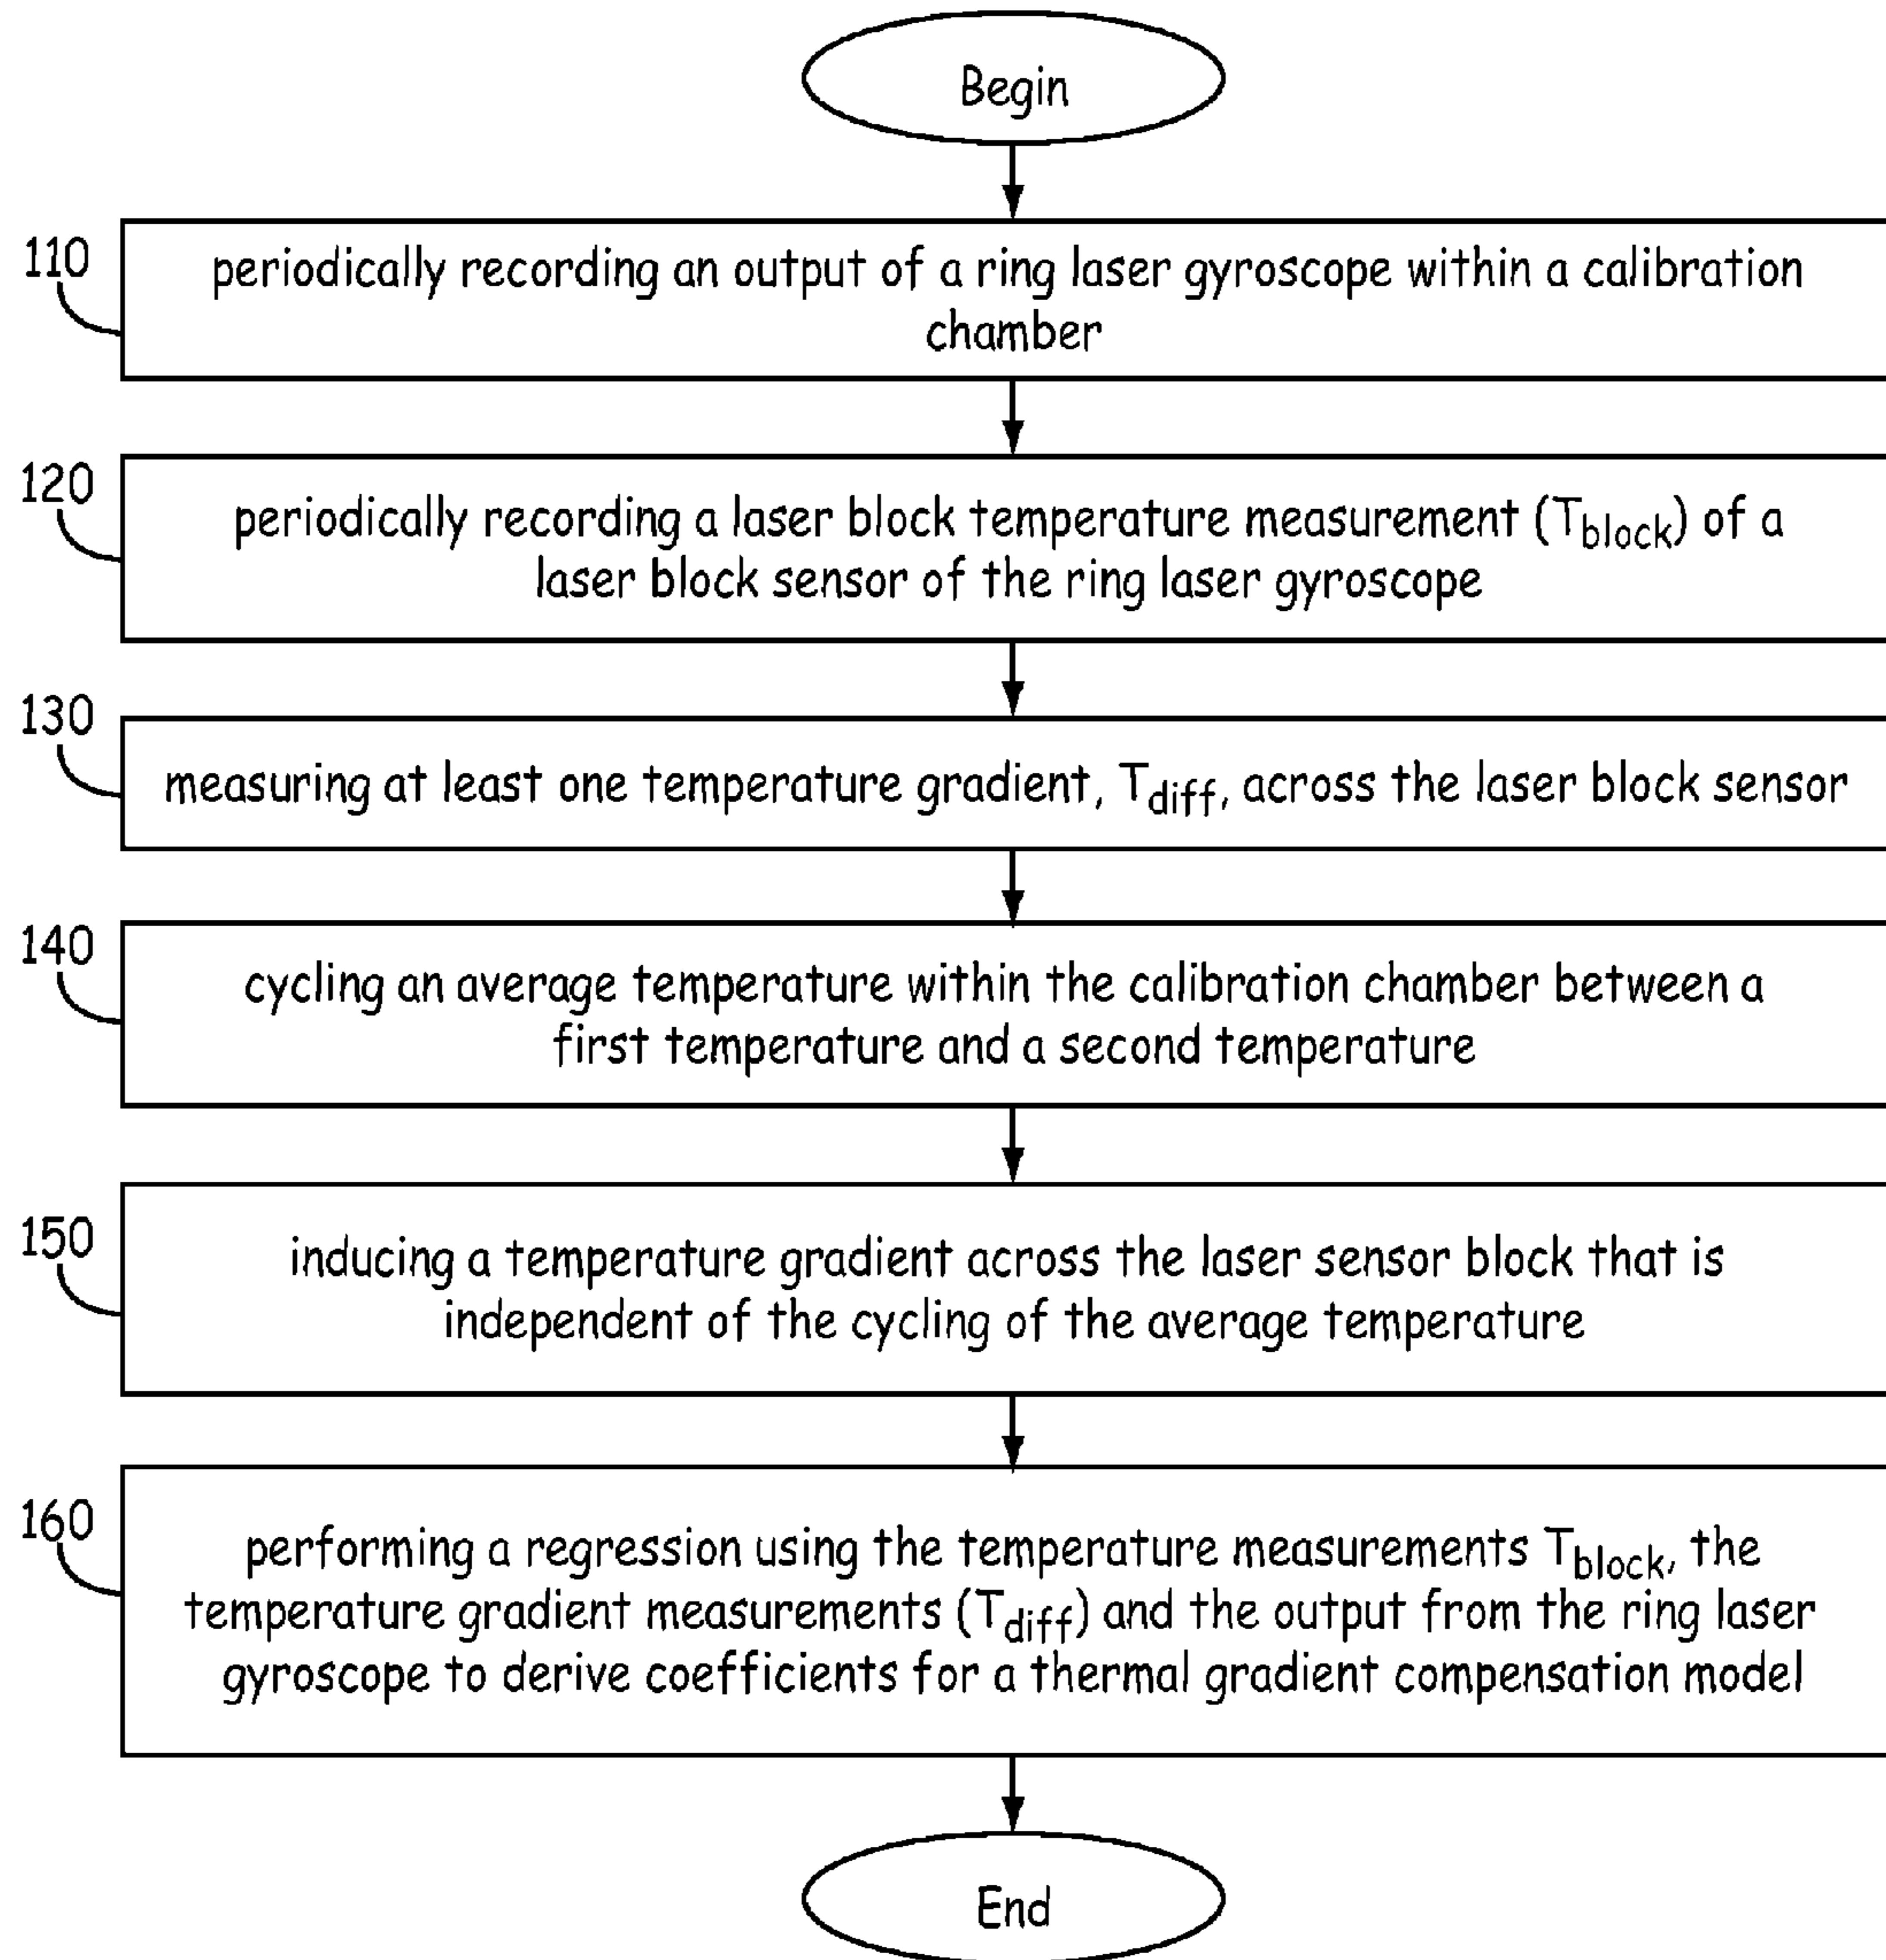 Begin
110
periodically recording an output of a ring laser gyroscope within a calibration
chamber
120
periodically recording a laser block temperature measurement (Tblock) of a
laser block sensor of the ring laser gyroscope
130
measuring at least one temperature gradient, Tdiff, across the laser block sensor
140
cycling an average temperature within the calibration chamber between a
first temperature and a second temperature
150
inducing a temperature gradient across the laser sensor block that is
independent of the cycling of the average temperature
160
performing a regression using the temperature measurements Tblock, the
temperature gradient measurements (Tdiff) and the output from the ring laser
gyroscope to derive coefficients for a thermal gradient compensation model
End